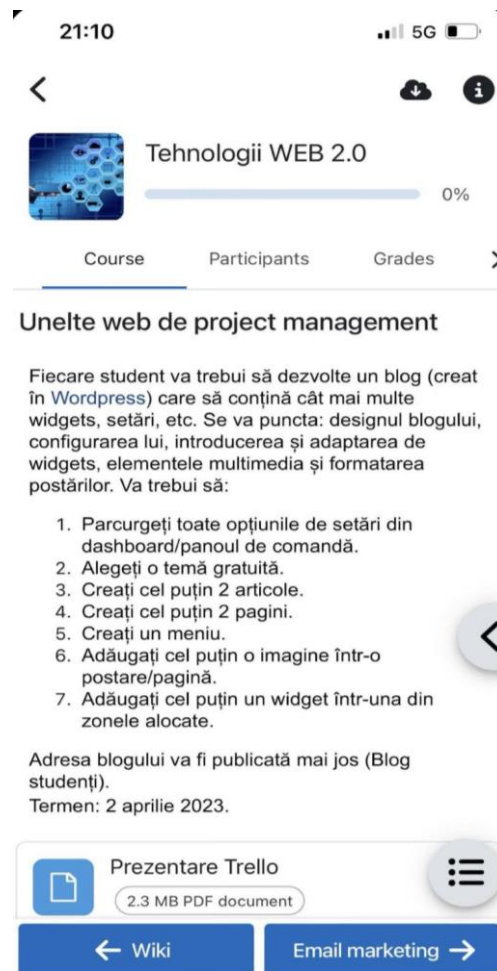 21:10
5G
Tehnologii WEB 2.0
0%
Course Participants Grades
Unelte web de project management
Fiecare student va trebui să dezvolte un blog (creat
în Wordpress) care să conțină cât mai multe
widgets, setări, etc. Se va puncta: designul blogului,
configurarea lui, introducerea și adaptarea de
widgets, elementele multimedia și formatarea
postărilor. Va trebui să:
1. Parcurgeți toate opțiunile de setări din
dashboard/panoul de comandă.
2. Alegeți o temă gratuită.
3. Creați cel puțin 2 articole.
4. Creați cel puțin 2 pagini.
5. Creați un meniu.
6. Adăugați cel puțin o imagine într-o
postare/pagină.
7. Adăugați cel puțin un widget într-una din
zonele alocate.
Adresa blogului va fi publicată mai jos (Blog
studenți).
Termen: 2 aprilie 2023.
Prezentare Trello
2.3 MB PDF document
← Wiki
Email marketing →